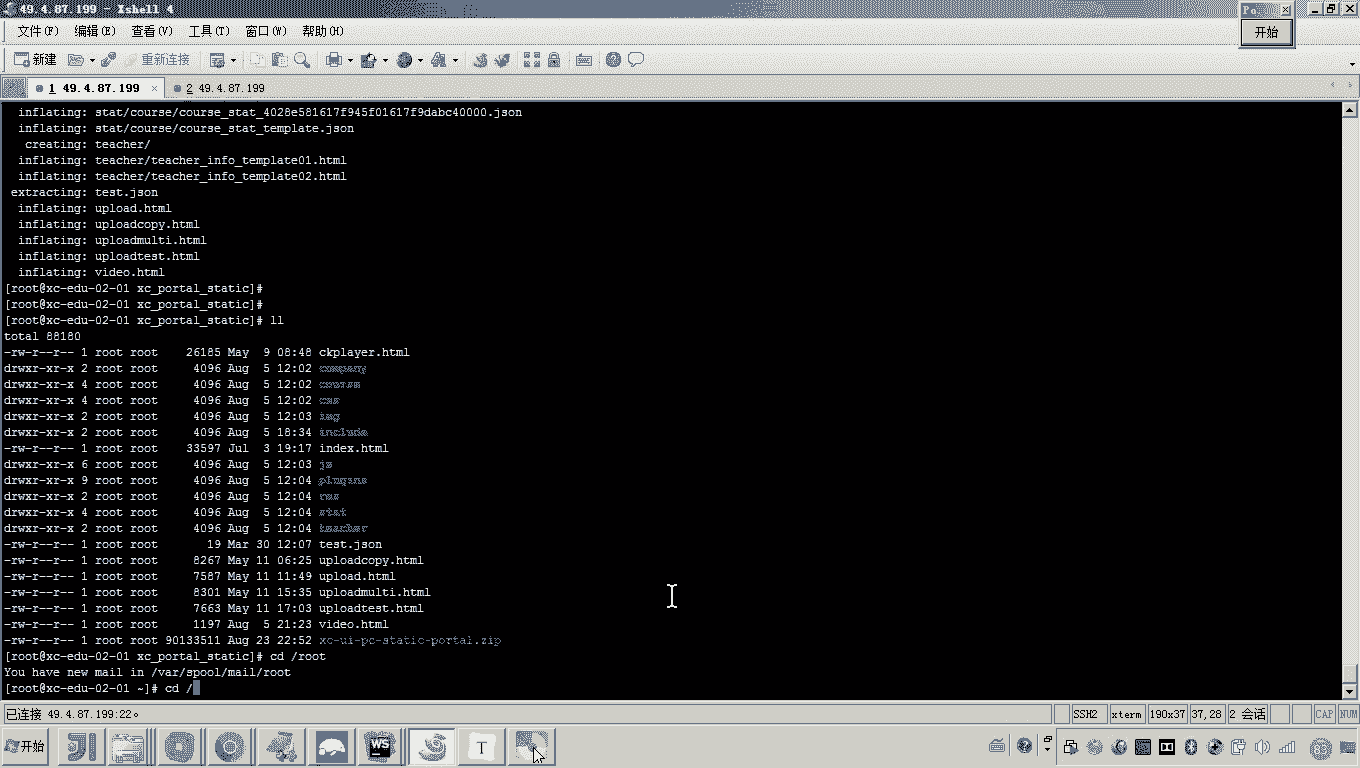 49.4.87.199 - Xshell 4
文件(F) 编辑(E) 查看(V) 工具(T) 窗口(W) 帮助(H)
开始
新建 重新连接
1 49.4.87.199 × 2 49.4.87.199
inflating: stat/course/course_stat_4028e581617f945f01617f9dabc40000.json
inflating: stat/course/course_stat_template.json
creating: teacher/
inflating: teacher/teacher_info_template01.html
inflating: teacher/teacher_info_template02.html
extracting: test.json
inflating: upload.html
inflating: uploadcopy.html
inflating: uploadmulti.html
inflating: uploadtest.html
inflating: video.html
[root@xc-edu-02-01 xc_portal_static]#
[root@xc-edu-02-01 xc_portal_static]#
[root@xc-edu-02-01 xc_portal_static]# ll
total 88180
-rw-r--r-- 1 root root 26185 May 9 08:48 ckplayer.html
drwxr-xr-x 2 root root 4096 Aug 5 12:02 company
drwxr-xr-x 4 root root 4096 Aug 5 12:02 course
drwxr-xr-x 4 root root 4096 Aug 5 12:02 css
drwxr-xr-x 2 root root 4096 Aug 5 12:03 img
drwxr-xr-x 2 root root 4096 Aug 5 18:34 include
-rw-r--r-- 1 root root 33597 Jul 3 19:17 index.html
drwxr-xr-x 6 root root 4096 Aug 5 12:03 js
drwxr-xr-x 9 root root 4096 Aug 5 12:04 plugins
drwxr-xr-x 2 root root 4096 Aug 5 12:04
drwxr-xr-x 4 root root 4096 Aug 5 12:04 stat
drwxr-xr-x 2 root root 4096 Aug 5 12:04 teacher
-rw-r--r-- 1 root root 19 Mar 30 12:07 test.json
-rw-r--r-- 1 root root 8267 May 11 06:25 uploadcopy.html
-rw-r--r-- 1 root root 7587 May 11 11:49 upload.html
-rw-r--r-- 1 root root 8301 May 11 15:35 uploadmulti.html
-rw-r--r-- 1 root root 7663 May 11 17:03 uploadtest.html
-rw-r--r-- 1 root root 1197 Aug 5 21:23 video.html
-rw-r--r-- 1 root root 90133511 Aug 23 22:52 xc-ui-pc-static-portal.zip
[root@xc-edu-02-01 xc_portal_static]# cd /root
You have new mail in /var/spool/mail/root
[root@xc-edu-02-01 ~]# cd /
已连接 49.4.87.199:22。 SSH2 xterm 190x37 37,28 2 会话 CAP NUM
开始 WS T